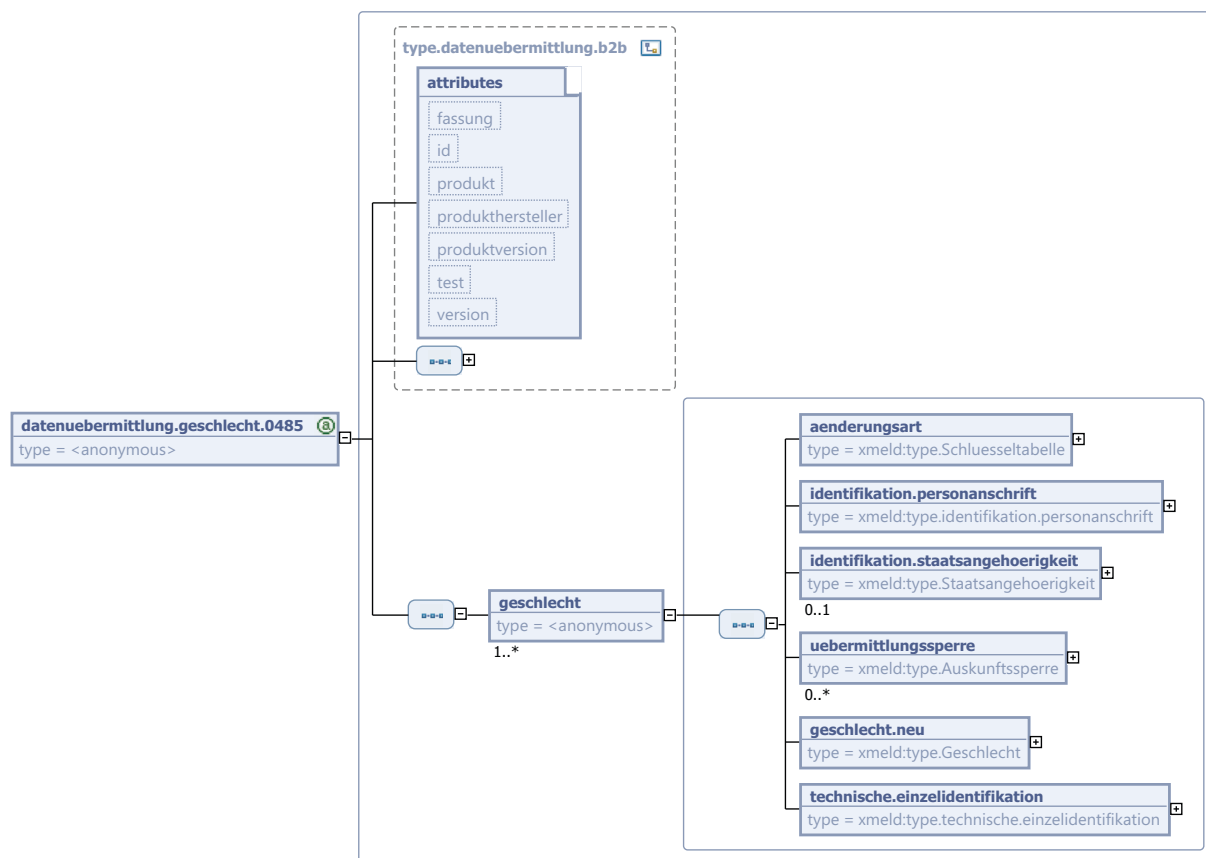 type.datenuebermittlung.b2b
attributes
fassung
id
produkt
produkthersteller
produktversion
test
version
datenuebermittlung.geschlecht.0485
type = <anonymous>
geschlecht
type = <anonymous>
1..*
aenderungsart
type = xmeld:type.Schluesseltabelle
identifikation.personanschrift
type = xmeld:type.identifikation.personanschrift
identifikation.staatsangehoerigkeit
type = xmeld:type.Staatsangehoerigkeit
0..1
uebermittlungssperre
type = xmeld:type.Auskunftssperre
0..*
geschlecht.neu
type = xmeld:type.Geschlecht
technische.einzelidentifikation
type = xmeld:type.technische.einzelidentifikation